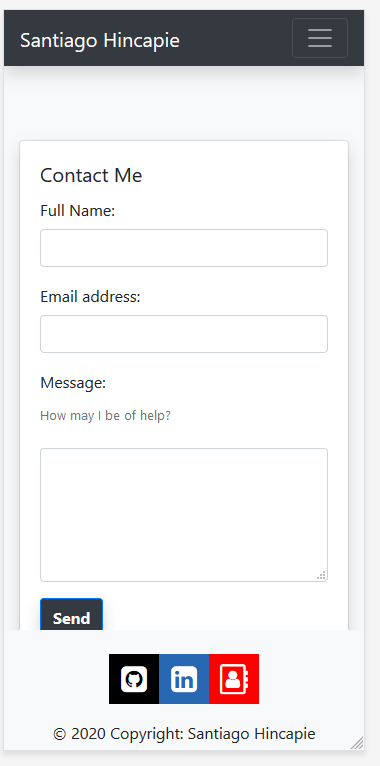 Santiago Hincapie
Contact Me
Full Name:
Email address:
Message:
How may I be of help?
Send
in
© 2020 Copyright: Santiago Hincapie